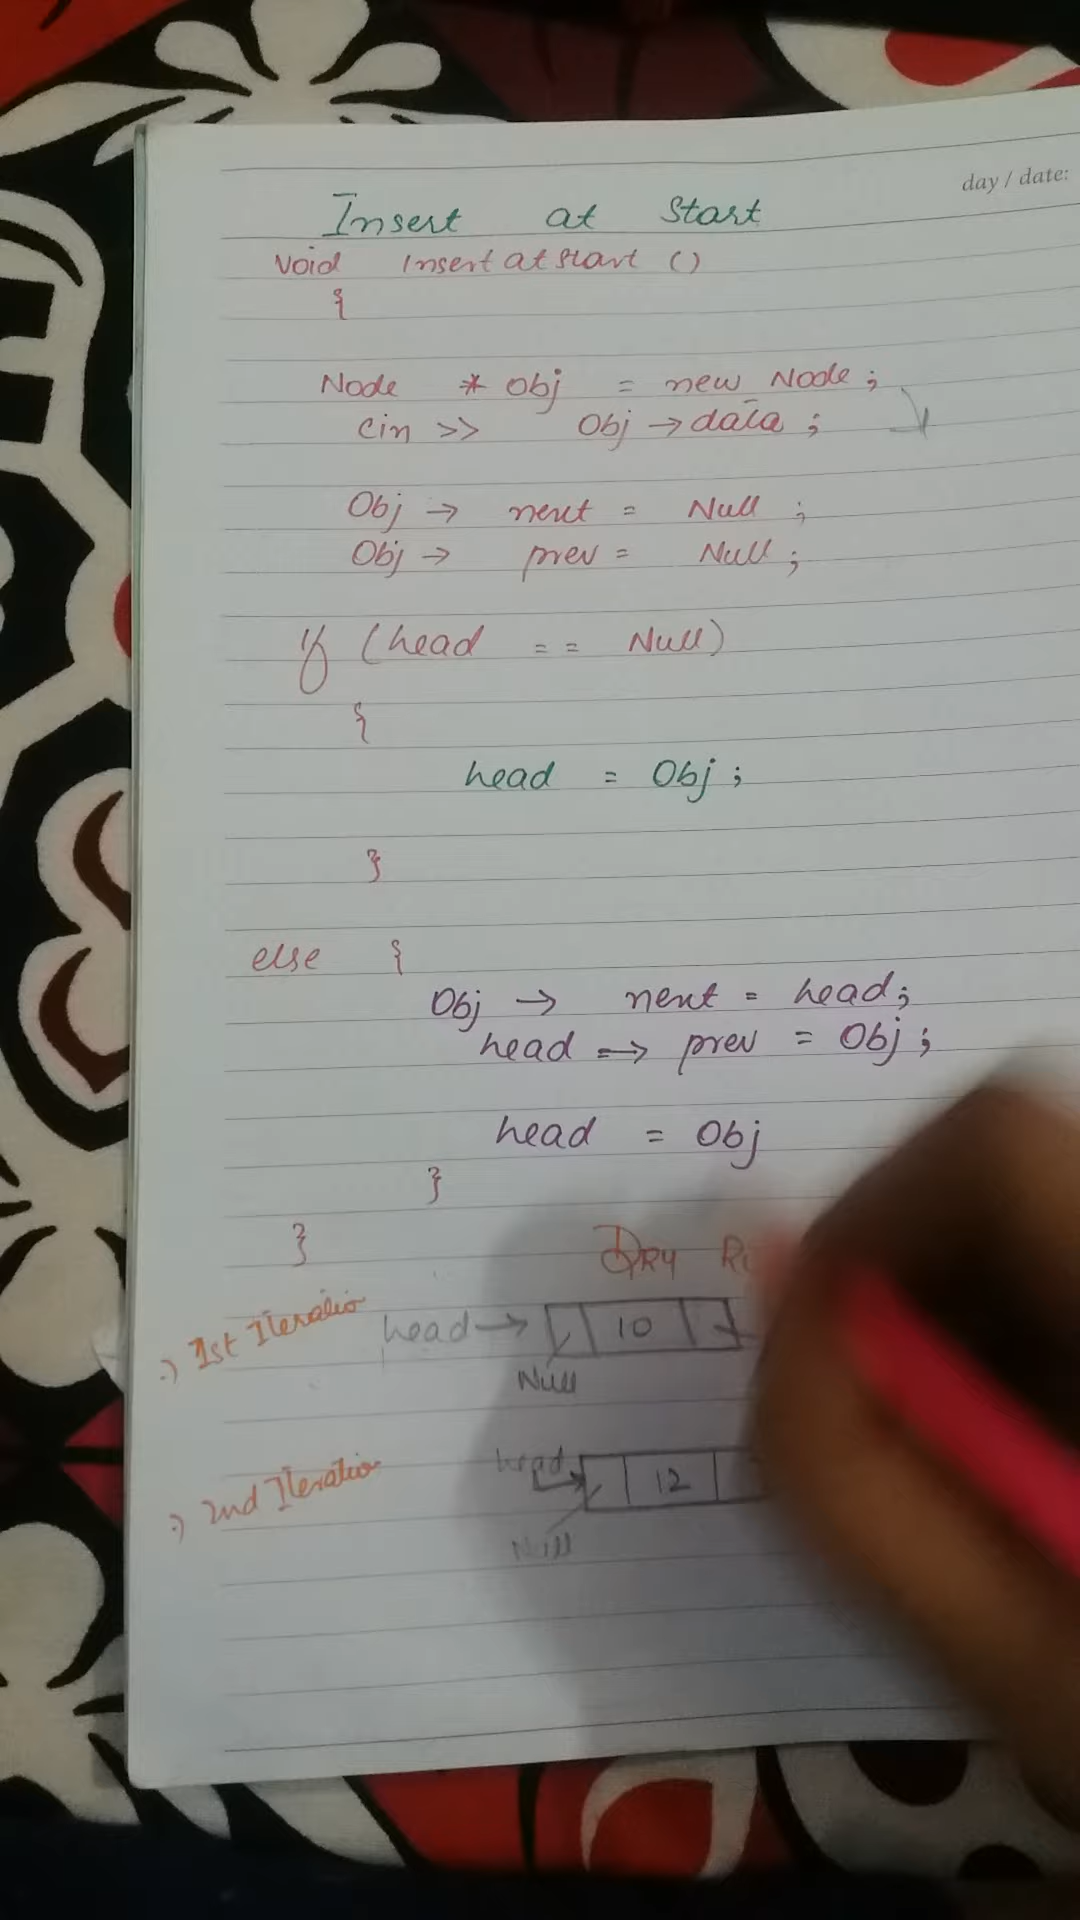 day / date:
Insert at Start
Void Insert at start ()
{
Node * Obj = new Node ;
Cin >> Obj → data ;
Obj → next = Null ;
Obj → prev = Null ;
If (head == Null)
{
head = Obj ;
}
else {
Obj → next = head ;
head → prev = Obj ;
head = Obj
}
}
DRY
1st Iteratio head → 10
Null
2nd Iteratio head 12
Null